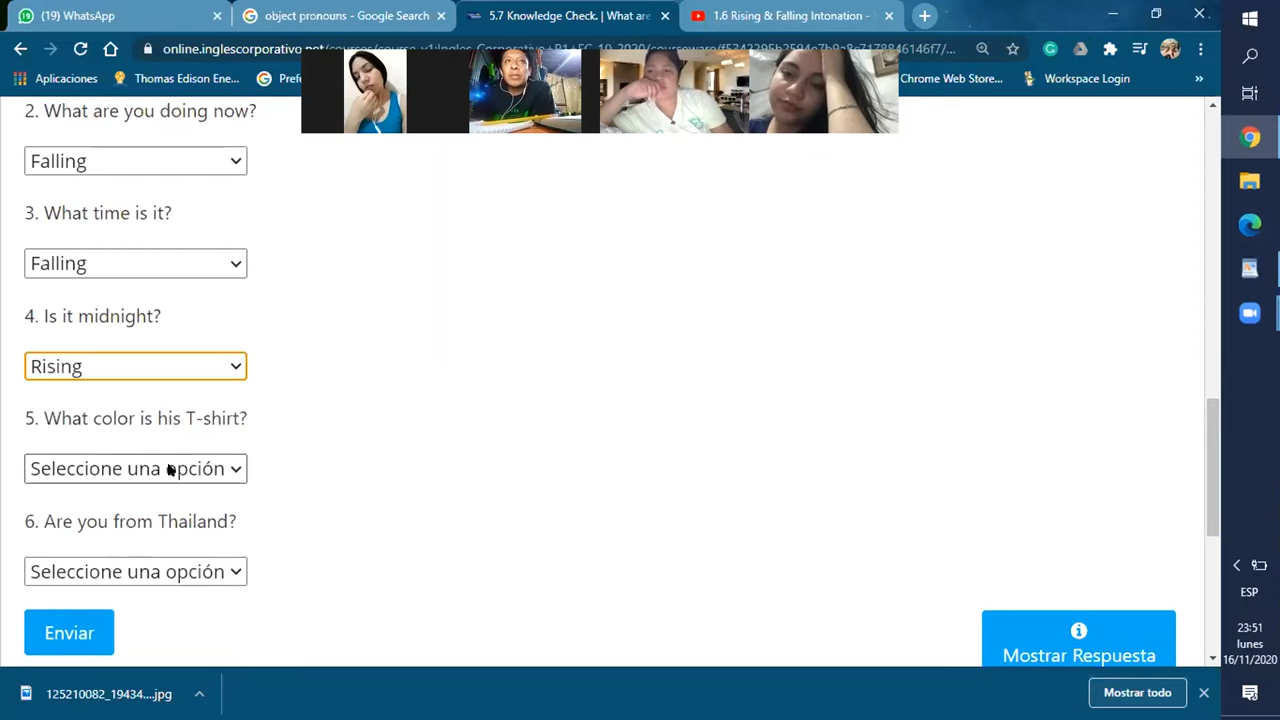 (19) WhatsApp
object pronouns - Google Search
5.7 Knowledge Check. | What are
1.6 Rising & Falling Intonation -
Aplicaciones
Thomas Edison Ene...
Chrome Web Store...
Workspace Login
»
2. What are you doing now?
Falling
3. What time is it?
Falling
4. Is it midnight?
Rising
5. What color is his T-shirt?
Seleccione una opción
6. Are you from Thailand?
Seleccione una opción
Enviar
Mostrar Respuesta
ESP
23:51
lunes
16/11/2020
125210082_19434....jpg
Mostrar todo